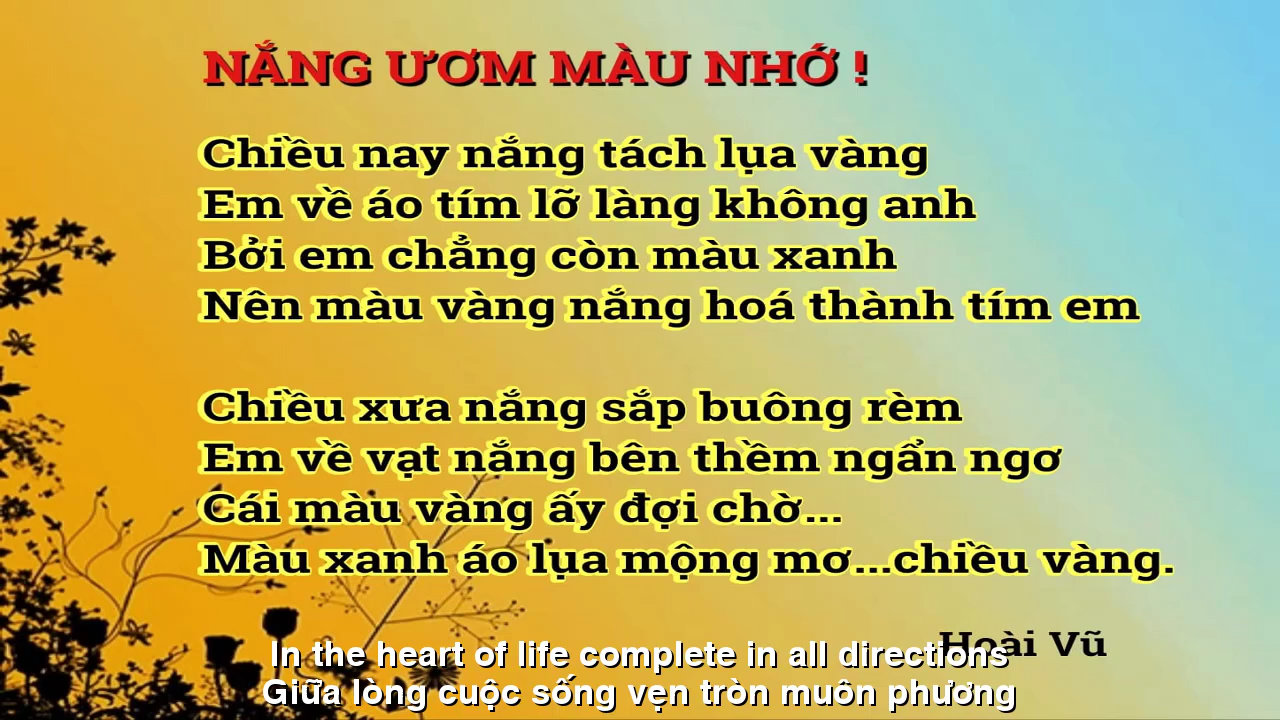 NẮNG ƯƠM MÀU NHỚ !
Chiều nay nắng tách lụa vàng
Em về áo tím lỡ làng không anh
Bởi em chẳng còn màu xanh
Nên màu vàng nắng hoá thành tím em
Chiều xưa nắng sắp buông rèm
Em về vạt nắng bên thềm ngẩn ngơ
Cái màu vàng ấy đợi chờ...
Màu xanh áo lụa mộng mơ...chiều vàng.
Hoài Vũ
In the heart of life complete in all directions
Giữa lòng cuộc sống vẹn tròn muôn phương